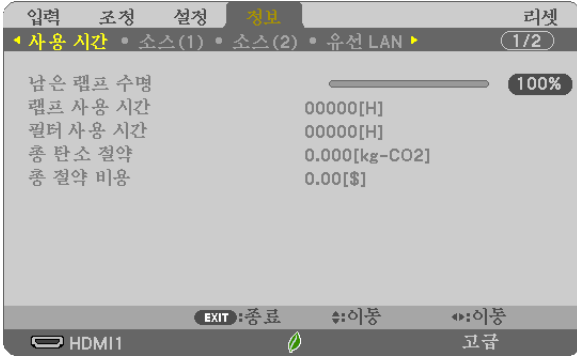 입력 조정 설정 정보 리셋
◂ 사용 시간 • 소스(1) • 소스(2) • 유선 LAN ▸ 1/2
남은 램프 수명 100%
램프 사용 시간 00000[H]
필터 사용 시간 00000[H]
총 탄소 절약 0.000[kg-CO2]
총 절약 비용 0.00[$]
EXIT :종료 :이동 :이동
HDMI1 고급